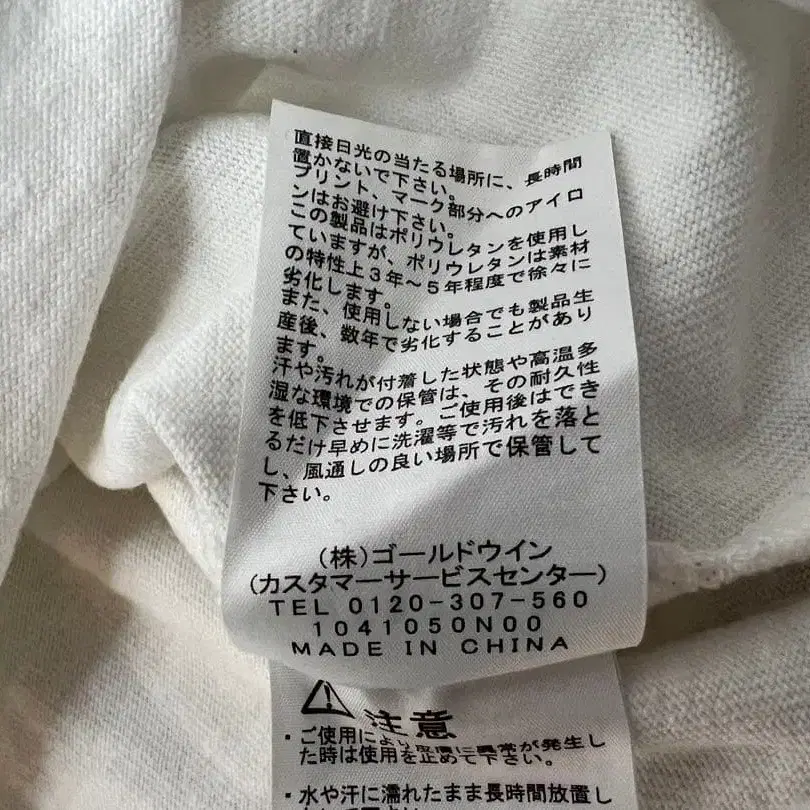 直接日光の当たる場所に、長時間
置かないで下さい。
プリント、マーク部分へのアイロ
ンはお避け下さい。
この製品はポリウレタンを使用し
ていますが、ポリウレタンは素材
の特性上3年～5年程度で徐々に
劣化します。
また、使用しない場合でも製品生
産後、数年で劣化することがあり
ます。
汗や汚れが付着した状態や高温多
湿な環境での保管は、その耐久性
を低下させます。ご使用後はでき
るだけ早めに洗濯等で汚れを落と
し、風通しの良い場所で保管して
下さい。
(株)ゴールドウイン
(カスタマーサービスセンター)
TEL 0120-307-560
1041050N00
MADE IN CHINA
注意
・ご使用により皮膚に異常が発生し
た時は使用を止めて下さい。
・水や汗に濡れたまま長時間放置し